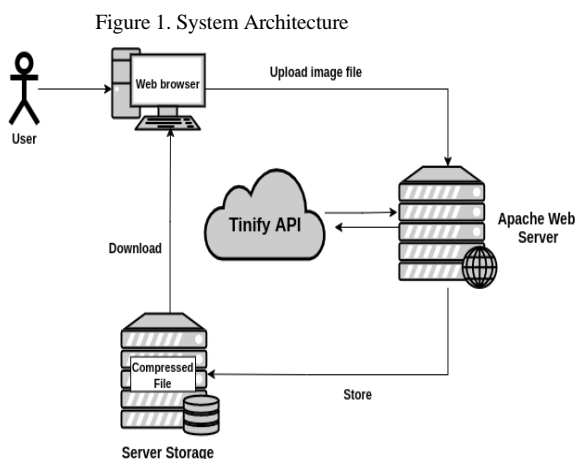 Figure 1. System Architecture
Web browser
Upload image file
User
Tinify API
Apache Web
Server
Download
Compressed
File
Store
Server Storage